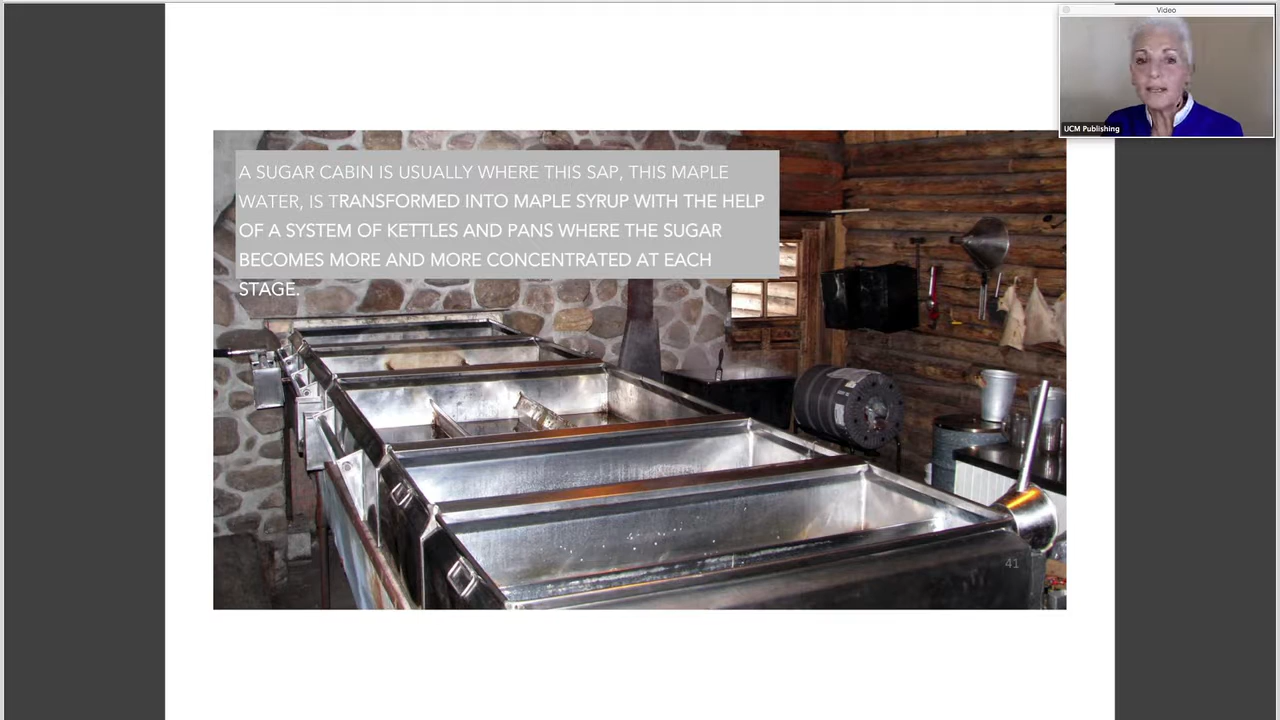 Video
UCM Publishing
A SUGAR CABIN IS USUALLY WHERE THIS SAP, THIS MAPLE
WATER, IS TRANSFORMED INTO MAPLE SYRUP WITH THE HELP
OF A SYSTEM OF KETTLES AND PANS WHERE THE SUGAR
BECOMES MORE AND MORE CONCENTRATED AT EACH
STAGE.
41